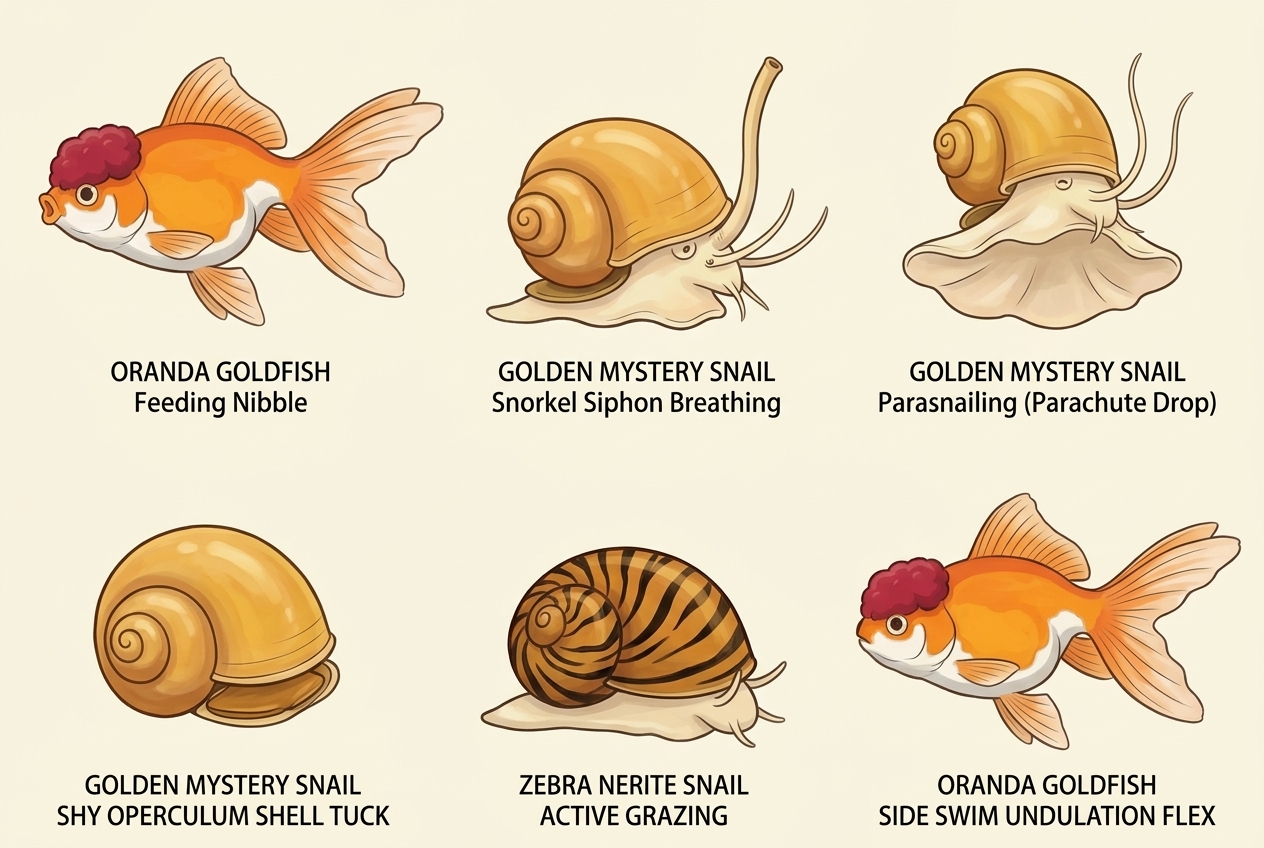 ORANDA GOLDFISH
Feeding Nibble
GOLDEN MYSTERY SNAIL
Snorkel Siphon Breathing
GOLDEN MYSTERY SNAIL
Parasnailing (Parachute Drop)
GOLDEN MYSTERY SNAIL
SHY OPERCULUM SHELL TUCK
ZEBRA NERITE SNAIL
ACTIVE GRAZING
ORANDA GOLDFISH
SIDE SWIM UNDULATION FLEX